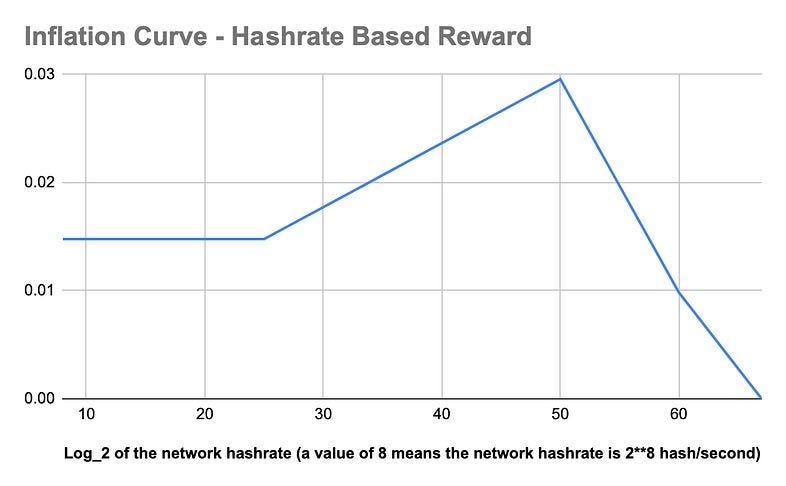 Inflation Curve - Hashrate Based Reward
0.03
0.02
0.01
0.00
10 20 30 40 50 60
Log_2 of the network hashrate (a value of 8 means the network hashrate is 2**8 hash/second)